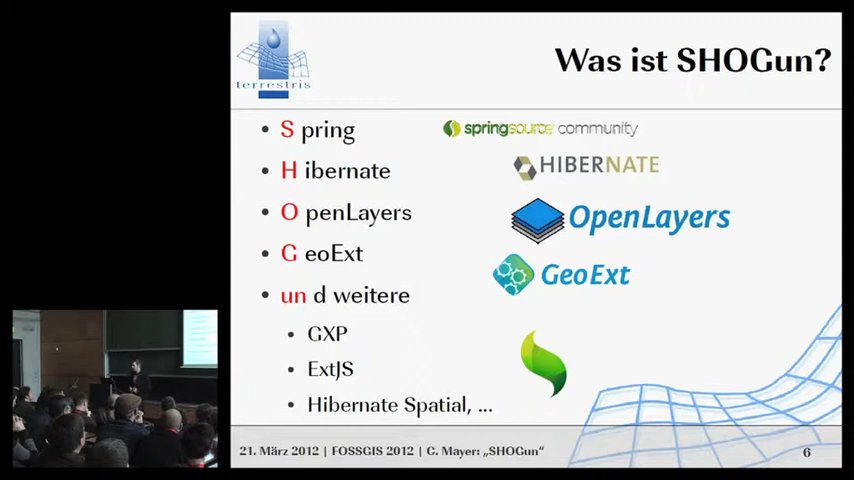 terrestris
Was ist SHOGun?
• S pring
springsource community
• H ibernate
HIBERNATE
• O penLayers
OpenLayers
• G eoExt
GeoExt
• un d weitere
• GXP
• ExtJS
• Hibernate Spatial, ...
21. März 2012 | FOSSGIS 2012 | C. Mayer: „SHOGun“
6